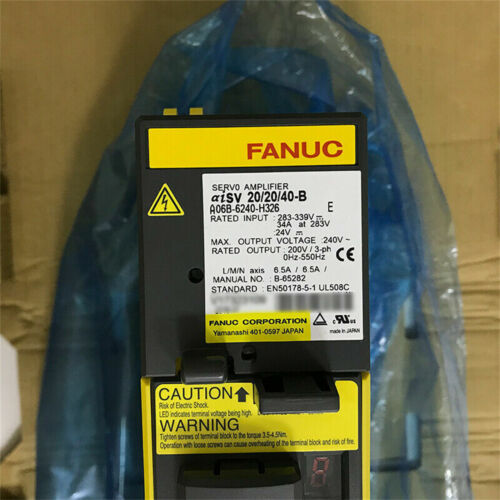 FANUC
SERVO AMPLIFIER
αiSV 20/20/40-B
A06B-6240-H326 E
RATED INPUT : 283-339V
34A at 283V
24V
MAX. OUTPUT VOLTAGE :240V~
RATED OUTPUT : 200V / 3-ph
0Hz-550Hz
L/M/N axis 6.5A / 6.5A /
MANUAL NO. : B-65282
STANDARD : EN50178-5-1 UL508C
CE
FANUC CORPORATION
Yamanashi 401-0597 JAPAN
c UL us
MADE IN JAPAN
CAUTION
Risk of Electric Shock.
LED indicates terminal voltage being high.
WARNING
Tighten screws of terminal block to the torque 3.5-4.5Nm.
Operation with loose screws can cause overheating of the terminal block and risk of fire.